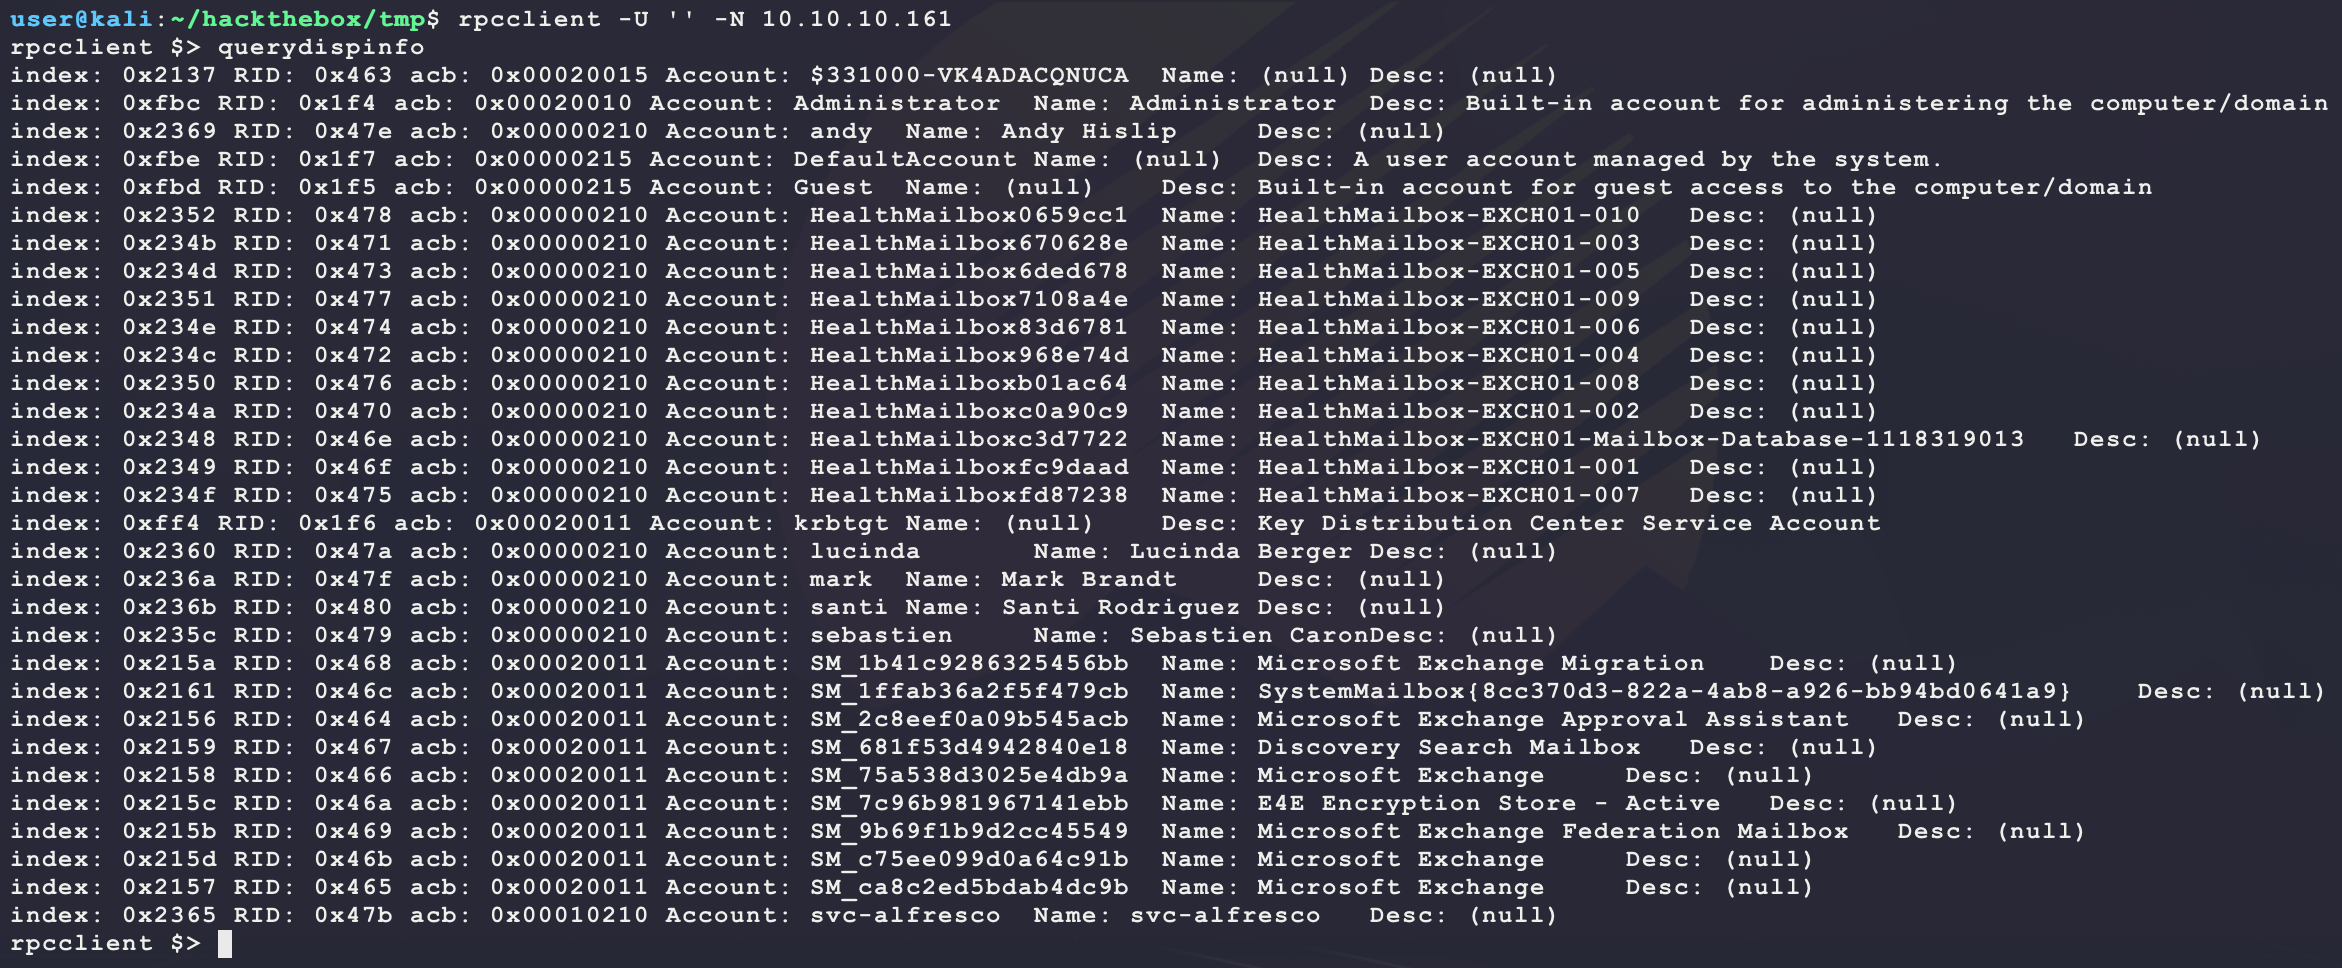 user@kali:~/hackthebox/tmp$ rpcclient -U '' -N 10.10.10.161
rpcclient $> querydispinfo
index: 0x2137 RID: 0x463 acb: 0x00020015 Account: $331000-VK4ADACQNUCA  Name: (null) Desc: (null)
index: 0xfbc RID: 0x1f4 acb: 0x00020010 Account: Administrator  Name: Administrator  Desc: Built-in account for administering the computer/domain
index: 0x2369 RID: 0x47e acb: 0x00000210 Account: andy  Name: Andy Hislip     Desc: (null)
index: 0xfbe RID: 0x1f7 acb: 0x00000215 Account: DefaultAccount Name: (null)  Desc: A user account managed by the system.
index: 0xfbd RID: 0x1f5 acb: 0x00000215 Account: Guest  Name: (null)    Desc: Built-in account for guest access to the computer/domain
index: 0x2352 RID: 0x478 acb: 0x00000210 Account: HealthMailbox0659cc1  Name: HealthMailbox-EXCH01-010   Desc: (null)
index: 0x234b RID: 0x471 acb: 0x00000210 Account: HealthMailbox670628e  Name: HealthMailbox-EXCH01-003   Desc: (null)
index: 0x234d RID: 0x473 acb: 0x00000210 Account: HealthMailbox6ded678  Name: HealthMailbox-EXCH01-005   Desc: (null)
index: 0x2351 RID: 0x477 acb: 0x00000210 Account: HealthMailbox7108a4e  Name: HealthMailbox-EXCH01-009   Desc: (null)
index: 0x234e RID: 0x474 acb: 0x00000210 Account: HealthMailbox83d6781  Name: HealthMailbox-EXCH01-006   Desc: (null)
index: 0x234c RID: 0x472 acb: 0x00000210 Account: HealthMailbox968e74d  Name: HealthMailbox-EXCH01-004   Desc: (null)
index: 0x2350 RID: 0x476 acb: 0x00000210 Account: HealthMailboxb01ac64  Name: HealthMailbox-EXCH01-008   Desc: (null)
index: 0x234a RID: 0x470 acb: 0x00000210 Account: HealthMailboxc0a90c9  Name: HealthMailbox-EXCH01-002   Desc: (null)
index: 0x2348 RID: 0x46e acb: 0x00000210 Account: HealthMailboxc3d7722  Name: HealthMailbox-EXCH01-Mailbox-Database-1118319013   Desc: (null)
index: 0x2349 RID: 0x46f acb: 0x00000210 Account: HealthMailboxfc9daad  Name: HealthMailbox-EXCH01-001   Desc: (null)
index: 0x234f RID: 0x475 acb: 0x00000210 Account: HealthMailboxfd87238  Name: HealthMailbox-EXCH01-007   Desc: (null)
index: 0xff4 RID: 0x1f6 acb: 0x00020011 Account: krbtgt Name: (null)    Desc: Key Distribution Center Service Account
index: 0x2360 RID: 0x47a acb: 0x00000210 Account: lucinda       Name: Lucinda Berger Desc: (null)
index: 0x236a RID: 0x47f acb: 0x00000210 Account: mark  Name: Mark Brandt     Desc: (null)
index: 0x236b RID: 0x480 acb: 0x00000210 Account: santi Name: Santi Rodriguez Desc: (null)
index: 0x235c RID: 0x479 acb: 0x00000210 Account: sebastien     Name: Sebastien CaronDesc: (null)
index: 0x215a RID: 0x468 acb: 0x00020011 Account: SM_1b41c9286325456bb  Name: Microsoft Exchange Migration    Desc: (null)
index: 0x2161 RID: 0x46c acb: 0x00020011 Account: SM_1ffab36a2f5f479cb  Name: SystemMailbox{8cc370d3-822a-4ab8-a926-bb94bd0641a9}    Desc: (null)
index: 0x2156 RID: 0x464 acb: 0x00020011 Account: SM_2c8eef0a09b545acb  Name: Microsoft Exchange Approval Assistant   Desc: (null)
index: 0x2159 RID: 0x467 acb: 0x00020011 Account: SM_681f53d4942840e18  Name: Discovery Search Mailbox   Desc: (null)
index: 0x2158 RID: 0x466 acb: 0x00020011 Account: SM_75a538d3025e4db9a  Name: Microsoft Exchange     Desc: (null)
index: 0x215c RID: 0x46a acb: 0x00020011 Account: SM_7c96b981967141ebb  Name: E4E Encryption Store - Active   Desc: (null)
index: 0x215b RID: 0x469 acb: 0x00020011 Account: SM_9b69f1b9d2cc45549  Name: Microsoft Exchange Federation Mailbox   Desc: (null)
index: 0x215d RID: 0x46b acb: 0x00020011 Account: SM_c75ee099d0a64c91b  Name: Microsoft Exchange     Desc: (null)
index: 0x2157 RID: 0x465 acb: 0x00020011 Account: SM_ca8c2ed5bdab4dc9b  Name: Microsoft Exchange     Desc: (null)
index: 0x2365 RID: 0x47b acb: 0x00010210 Account: svc-alfresco  Name: svc-alfresco   Desc: (null)
rpcclient $>